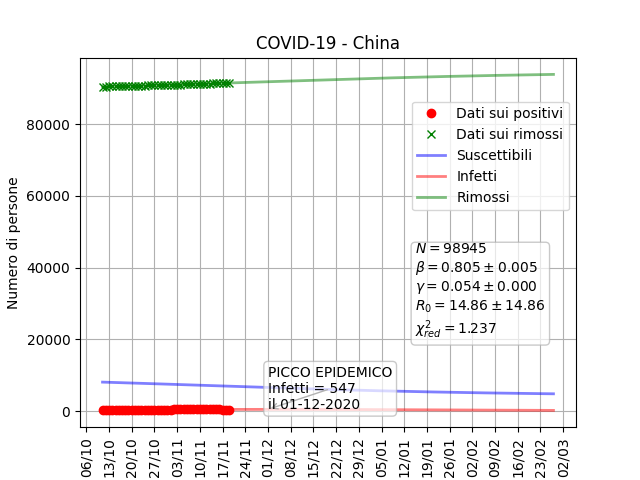 COVID-19 - China
Numero di persone
80000
60000
40000
20000
0
Dati sui positivi
Dati sui rimossi
Suscettibili
Infetti
Rimossi
N = 98945
β = 0.805 ± 0.005
γ = 0.054 ± 0.000
R₀ = 14.86 ± 14.86
χ²red = 1.237
PICCO EPIDEMICO
Infetti = 547
il 01-12-2020
06/10 13/10 20/10 27/10 03/11 10/11 17/11 24/11 01/12 08/12 15/12 22/12 29/12 05/01 12/01 19/01 26/01 02/02 09/02 16/02 23/02 02/03